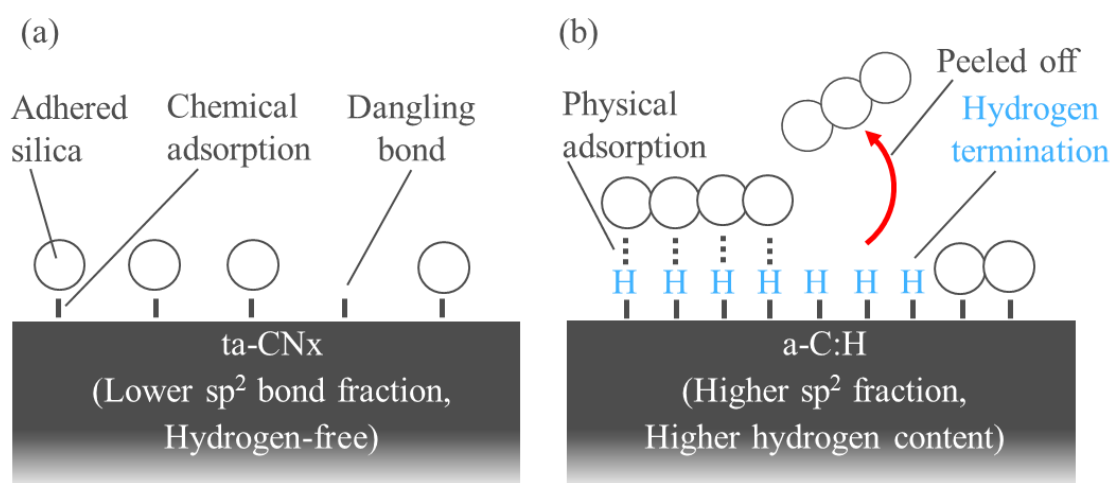 (a)
Adhered
silica
Chemical
adsorption
Dangling
bond
ta-CNx
(Lower sp² bond fraction,
Hydrogen-free)
(b)
Physical
adsorption
Peeled off
Hydrogen
termination
H H H H H H H
a-C:H
(Higher sp² fraction,
Higher hydrogen content)